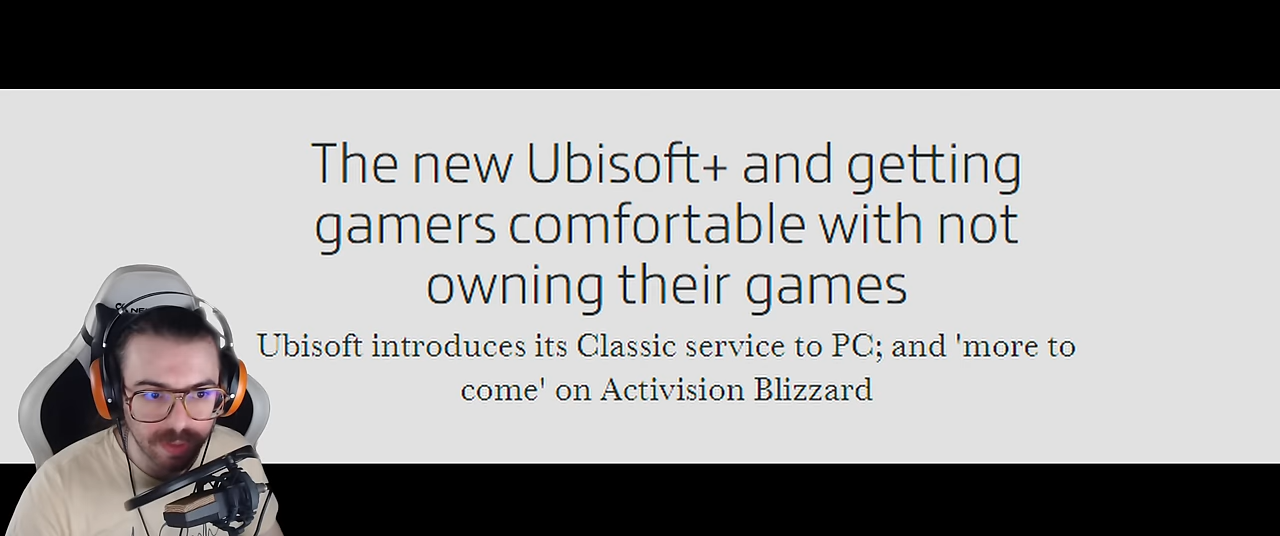 The new Ubisoft+ and getting
gamers comfortable with not
owning their games
Ubisoft introduces its Classic service to PC; and 'more to
come' on Activision Blizzard